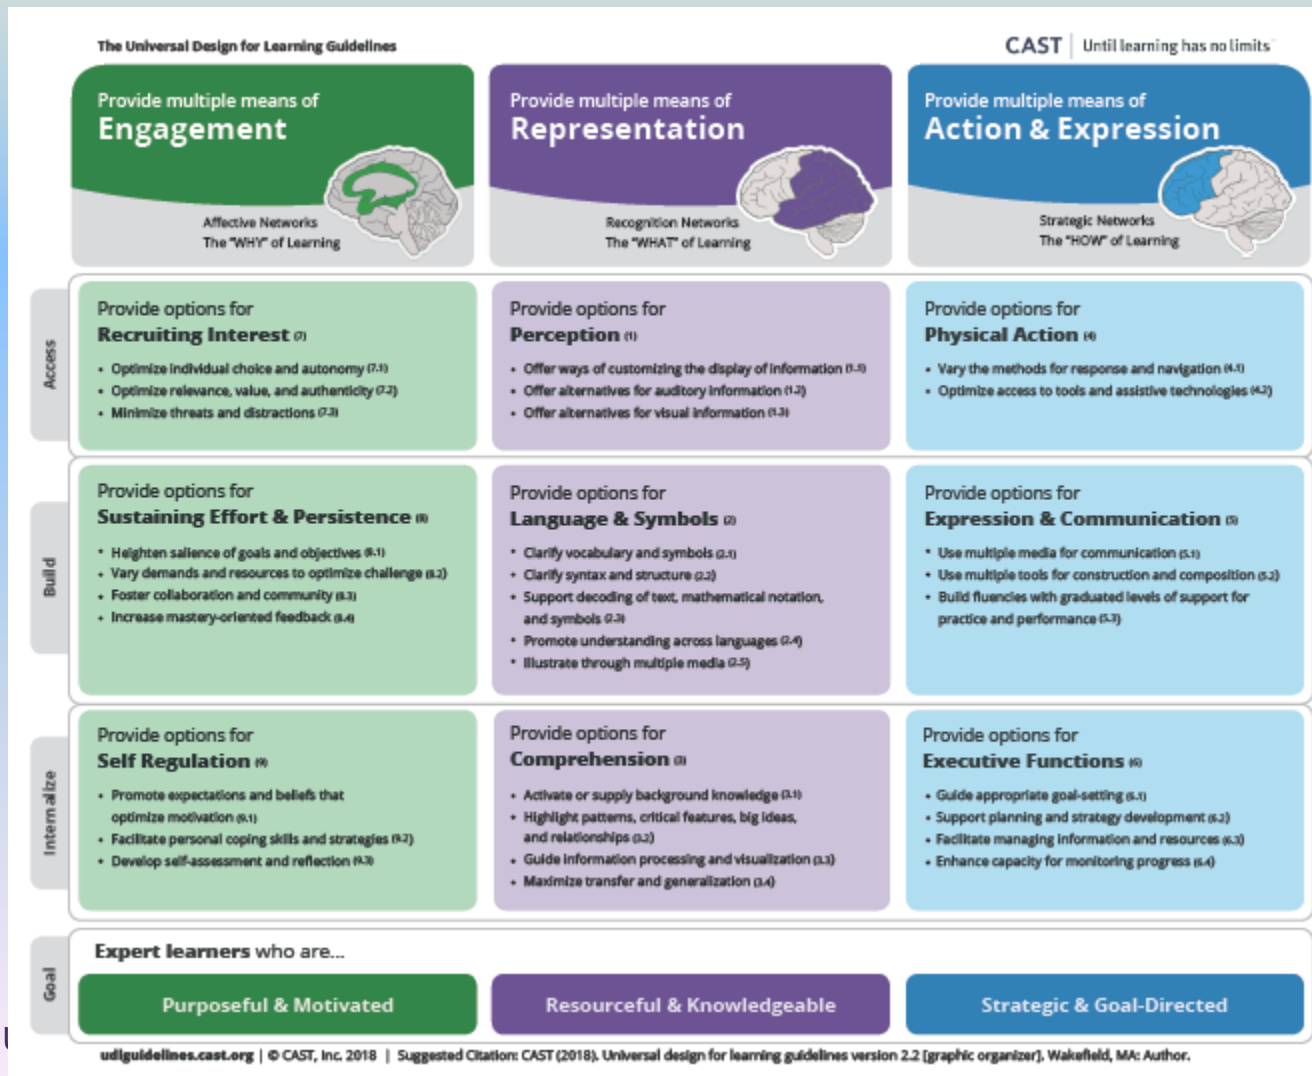 The Universal Design for Learning Guidelines
CAST | Until learning has no limits
Provide multiple means of
Engagement
Affective Networks
The "WHY" of Learning
Provide multiple means of
Representation
Recognition Networks
The "WHAT" of Learning
Provide multiple means of
Action & Expression
Strategic Networks
The "HOW" of Learning
Access
Provide options for
Recruiting Interest (7)
• Optimize individual choice and autonomy (7.1)
• Optimize relevance, value, and authenticity (7.2)
• Minimize threats and distractions (7.3)
Provide options for
Perception (1)
• Offer ways of customizing the display of information (1.1)
• Offer alternatives for auditory information (1.2)
• Offer alternatives for visual information (1.3)
Provide options for
Physical Action (4)
• Vary the methods for response and navigation (4.1)
• Optimize access to tools and assistive technologies (4.2)
Build
Provide options for
Sustaining Effort & Persistence (8)
• Heighten salience of goals and objectives (8.1)
• Vary demands and resources to optimize challenge (8.2)
• Foster collaboration and community (8.3)
• Increase mastery-oriented feedback (8.4)
Provide options for
Language & Symbols (2)
• Clarify vocabulary and symbols (2.1)
• Clarify syntax and structure (2.2)
• Support decoding of text, mathematical notation,
and symbols (2.3)
• Promote understanding across languages (2.4)
• Illustrate through multiple media (2.5)
Provide options for
Expression & Communication (5)
• Use multiple media for communication (5.1)
• Use multiple tools for construction and composition (5.2)
• Build fluencies with graduated levels of support for
practice and performance (5.3)
Internalize
Provide options for
Self Regulation (9)
• Promote expectations and beliefs that
optimize motivation (9.1)
• Facilitate personal coping skills and strategies (9.2)
• Develop self-assessment and reflection (9.3)
Provide options for
Comprehension (3)
• Activate or supply background knowledge (3.1)
• Highlight patterns, critical features, big ideas,
and relationships (3.2)
• Guide information processing and visualization (3.3)
• Maximize transfer and generalization (3.4)
Provide options for
Executive Functions (6)
• Guide appropriate goal-setting (6.1)
• Support planning and strategy development (6.2)
• Facilitate managing information and resources (6.3)
• Enhance capacity for monitoring progress (6.4)
Goal
Expert learners who are...
Purposeful & Motivated
Resourceful & Knowledgeable
Strategic & Goal-Directed
udlguidelines.cast.org | © CAST, Inc. 2018 | Suggested Citation: CAST (2018). Universal design for learning guidelines version 2.2 [graphic organizer]. Wakefield, MA: Author.